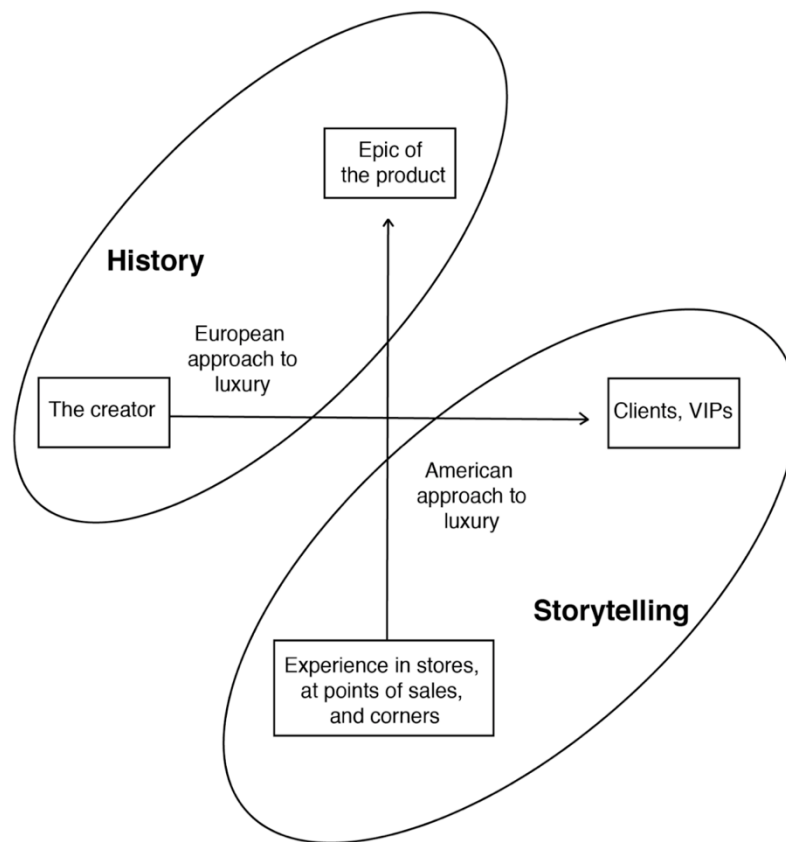 Epic of
the product
History
European
approach to
luxury
The creator
Clients, VIPs
American
approach to
luxury
Storytelling
Experience in stores,
at points of sales,
and corners